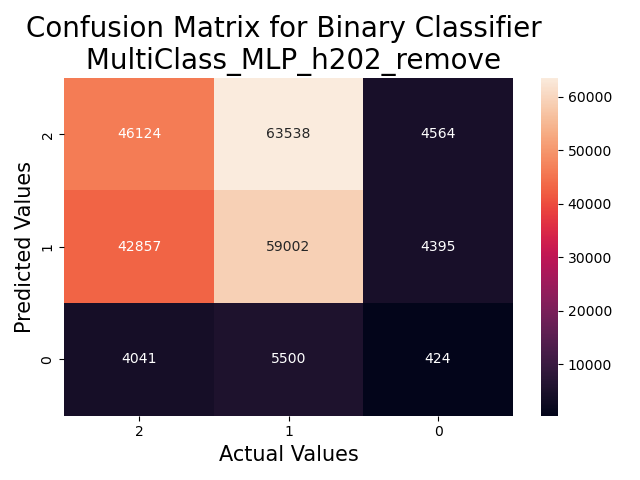 Confusion Matrix for Binary Classifier
MultiClass_MLP_h202_remove
2 46124 63538 4564
1 42857 59002 4395
0 4041 5500 424
2 1 0
Predicted Values
Actual Values
60000
50000
40000
30000
20000
10000